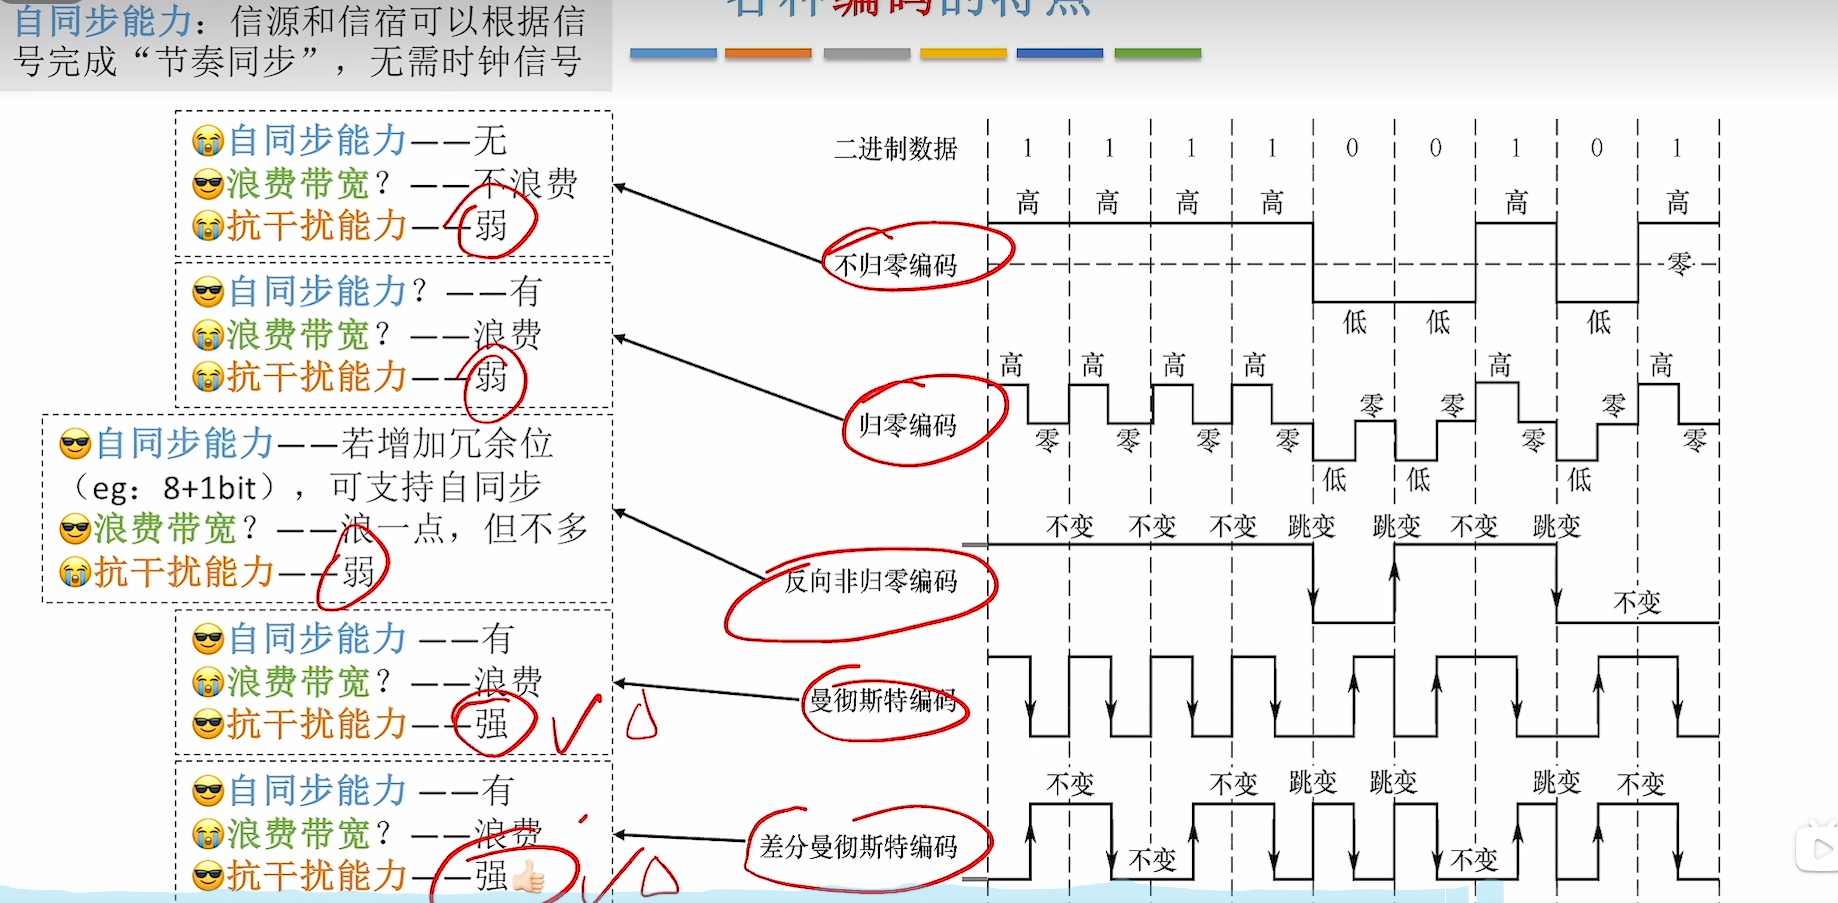 各种编码的特点
自同步能力：信源和信宿可以根据信
号完成“节奏同步”，无需时钟信号
自同步能力——无
浪费带宽？——不浪费
抗干扰能力——弱
自同步能力？——有
浪费带宽？——浪费
抗干扰能力——弱
自同步能力——若增加冗余位
（eg：8+1bit），可支持自同步
浪费带宽？——浪一点，但不多
抗干扰能力——弱
自同步能力 ——有
浪费带宽？——浪费
抗干扰能力——强
自同步能力 ——有
浪费带宽？——浪费
抗干扰能力——强👍🏻
二进制数据 1 1 1 1 0 0 1 0 1
高 高 高 高 高 高
不归零编码 零
低 低 低
高 高 高 高 高 高
零 零 零
归零编码
零 零 零 零 零 零
低 低 低
不变 不变 不变 跳变 跳变 不变 跳变
反向非归零编码
不变
曼彻斯特编码
不变 不变 跳变 跳变 跳变 不变
差分曼彻斯特编码
不变 不变